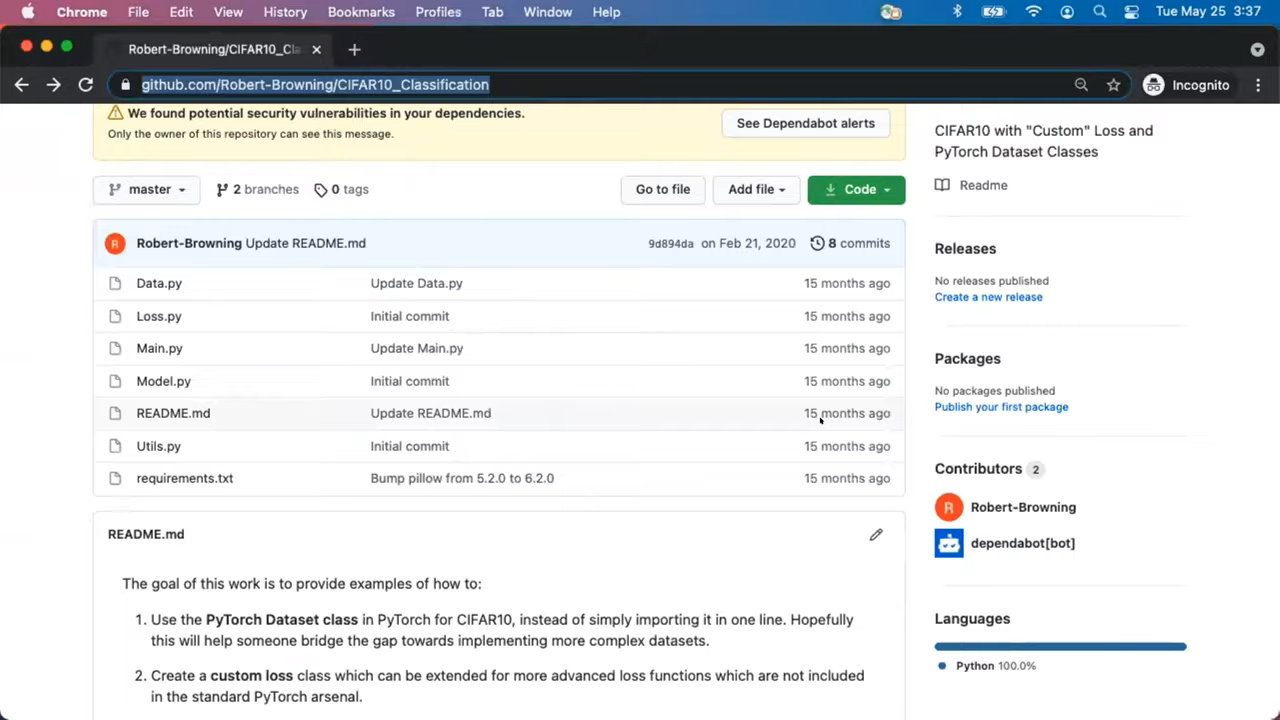 Chrome File Edit View History Bookmarks Profiles Tab Window Help Tue May 25 3:37
Robert-Browning/CIFAR10_Cla
github.com/Robert-Browning/CIFAR10_Classification Incognito
We found potential security vulnerabilities in your dependencies.
Only the owner of this repository can see this message.
See Dependabot alerts
CIFAR10 with "Custom" Loss and
PyTorch Dataset Classes
Readme
master 2 branches 0 tags Go to file Add file Code
R Robert-Browning Update README.md 9d894da on Feb 21, 2020 8 commits
Data.py Update Data.py 15 months ago
Loss.py Initial commit 15 months ago
Main.py Update Main.py 15 months ago
Model.py Initial commit 15 months ago
README.md Update README.md 15 months ago
Utils.py Initial commit 15 months ago
requirements.txt Bump pillow from 5.2.0 to 6.2.0 15 months ago
Releases
No releases published
Create a new release
Packages
No packages published
Publish your first package
Contributors 2
R Robert-Browning
dependabot[bot]
Languages
Python 100.0%
README.md
The goal of this work is to provide examples of how to:
1. Use the PyTorch Dataset class in PyTorch for CIFAR10, instead of simply importing it in one line. Hopefully
this will help someone bridge the gap towards implementing more complex datasets.
2. Create a custom loss class which can be extended for more advanced loss functions which are not included
in the standard PyTorch arsenal.